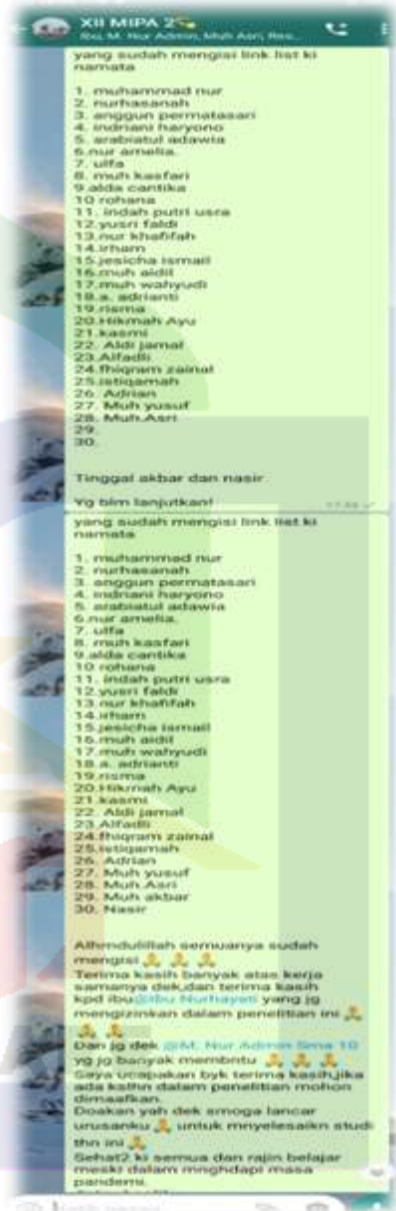 XII MIPA 2
Ibu, M. Nur Admin, Muh Asri, Res...
yang sudah mengisi link list ki
namata
1. muhammad nur
2. nurhasanah
3. anggun permatasari
4. indriani haryono
5. arabiatul adawia
6.nur amelia.
7. ulfa
8. muh kasfari
9.alda cantika
10 rohana
11. indah putri usra
12.yusri faldi
13.nur khafifah
14.irham
15.jesicha ismail
16.muh aidil
17.muh wahyudi
18.a. adrianti
19.risma
20.Hikmah Ayu
21.kasmi
22. Aldi jamal
23.Alfadli
24.fhiqram zainal
25.istiqamah
26. Adrian
27. Muh yusuf
28. Muh.Asri
29.
30.
Tinggal akbar dan nasir
Yg blm lanjutkan!
yang sudah mengisi link list ki
namata
1. muhammad nur
2. nurhasanah
3. anggun permatasari
4. indriani haryono
5. arabiatul adawia
6.nur amelia.
7. ulfa
8. muh kasfari
9.alda cantika
10 rohana
11. indah putri usra
12.yusri faldi
13.nur khafifah
14.irham
15.jesicha ismail
16.muh aidil
17.muh wahyudi
18.a. adrianti
19.risma
20.Hikmah Ayu
21.kasmi
22. Aldi jamal
23.Alfadli
24.fhiqram zainal
25.istiqamah
26. Adrian
27. Muh yusuf
28. Muh.Asri
29. Muh akbar
30. Nasir
Alhmdulillah semuanya sudah
mengisi 🙏 🙏 🙏
Terima kasih banyak atas kerja
samanya dek,dan terima kasih
kpd ibu@Ibu Nurhayati yang jg
mengizinkan dalam penelitian ini 🙏
🙏 🙏
Dan jg dek @M. Nur Admin Sma 10
yg jg banyak membntu 🙏 🙏 🙏
Saya ucapakan byk terima kasih,jika
ada kslhn dalam penelitian mohon
dimaafkan.
Doakan yah dek smoga lancar
urusanku 🙏 untuk mnyelesaikn studi
thn ini 🙏
Sehat2 ki semua dan rajin belajar
meski dalam mnghdapi masa
pandemi.